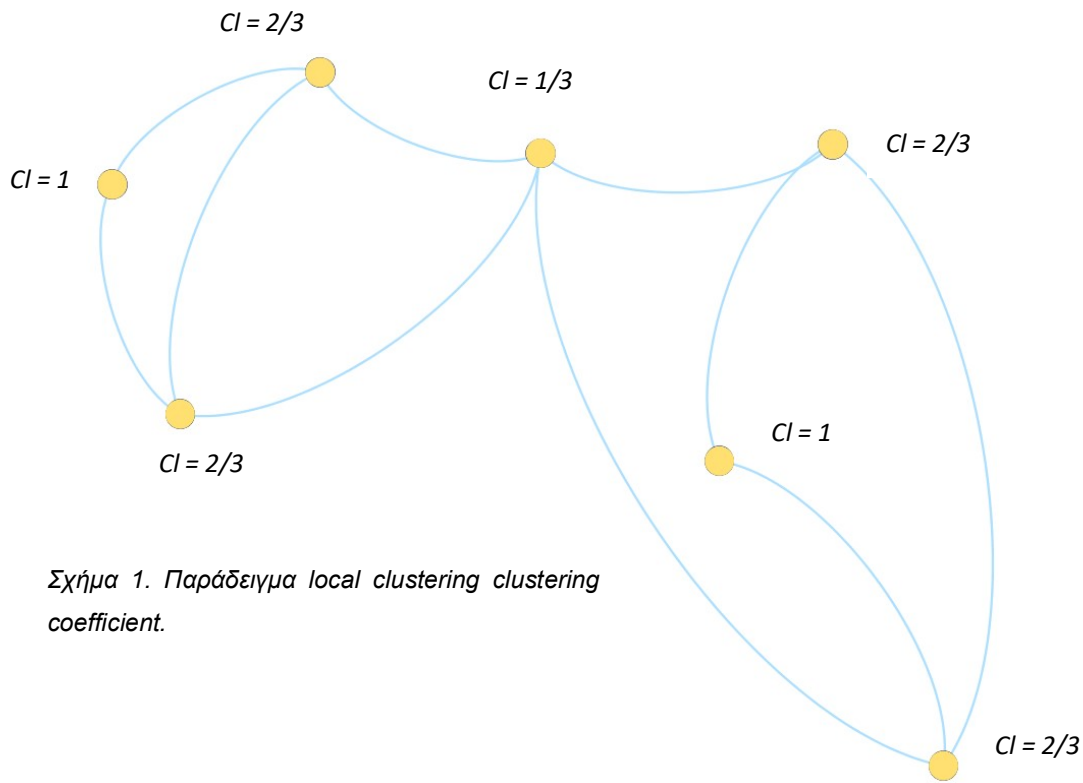 Cl = 2/3
Cl = 1/3
Cl = 2/3
Cl = 1
Cl = 1
Cl = 2/3
Σχήμα 1. Παράδειγμα local clustering clustering
coefficient.
Cl = 2/3